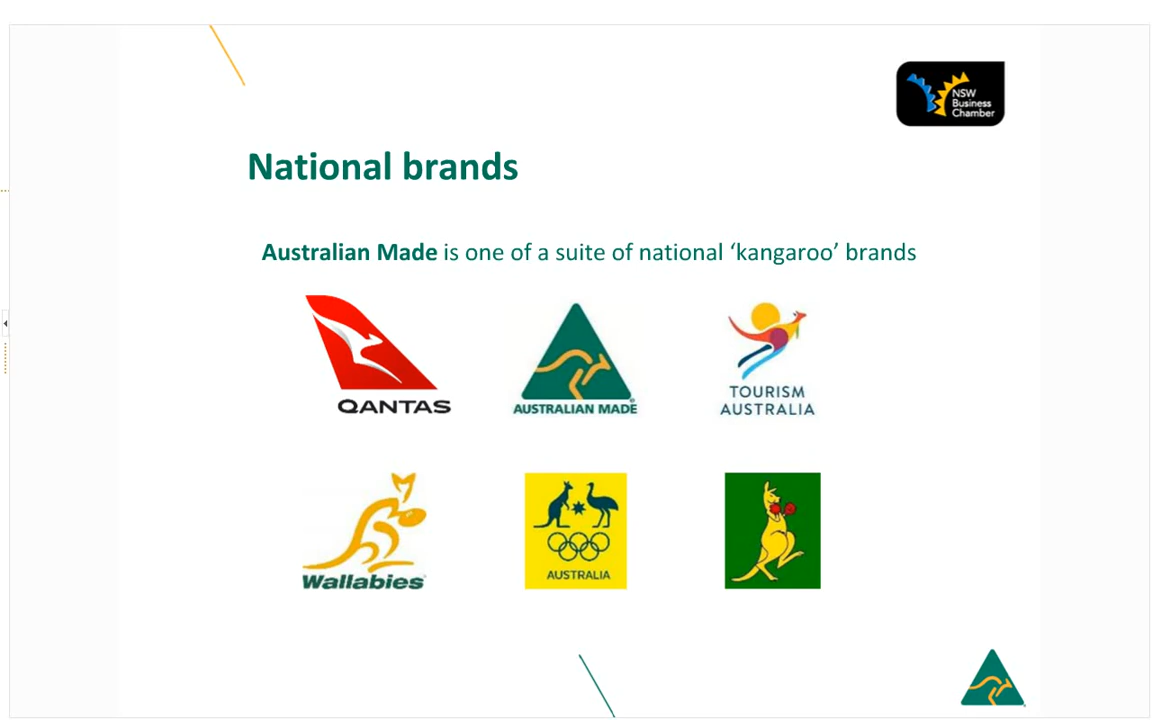 NSW
Business
Chamber
National brands
Australian Made is one of a suite of national ‘kangaroo’ brands
QANTAS
AUSTRALIAN MADE
TOURISM
AUSTRALIA
Wallabies
AUSTRALIA